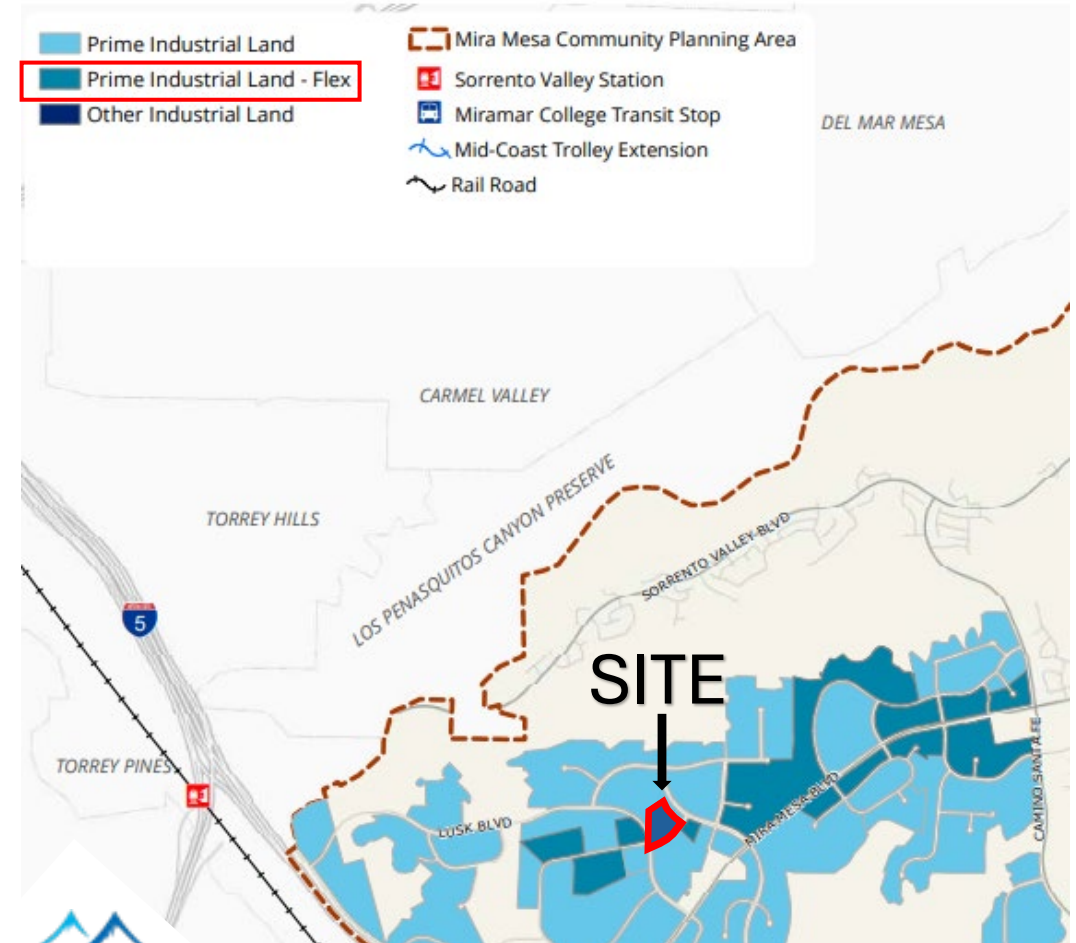 Prime Industrial Land
Prime Industrial Land - Flex
Other Industrial Land
Mira Mesa Community Planning Area
Sorrento Valley Station
Miramar College Transit Stop
Mid-Coast Trolley Extension
Rail Road
DEL MAR MESA
CARMEL VALLEY
LOS PENASQUITOS CANYON PRESERVE
TORREY HILLS
SORRENTO VALLEY BLVD
5
SITE
TORREY PINES
LUSK BLVD
MIRA MESA BLVD
CAMINO SANTA FE